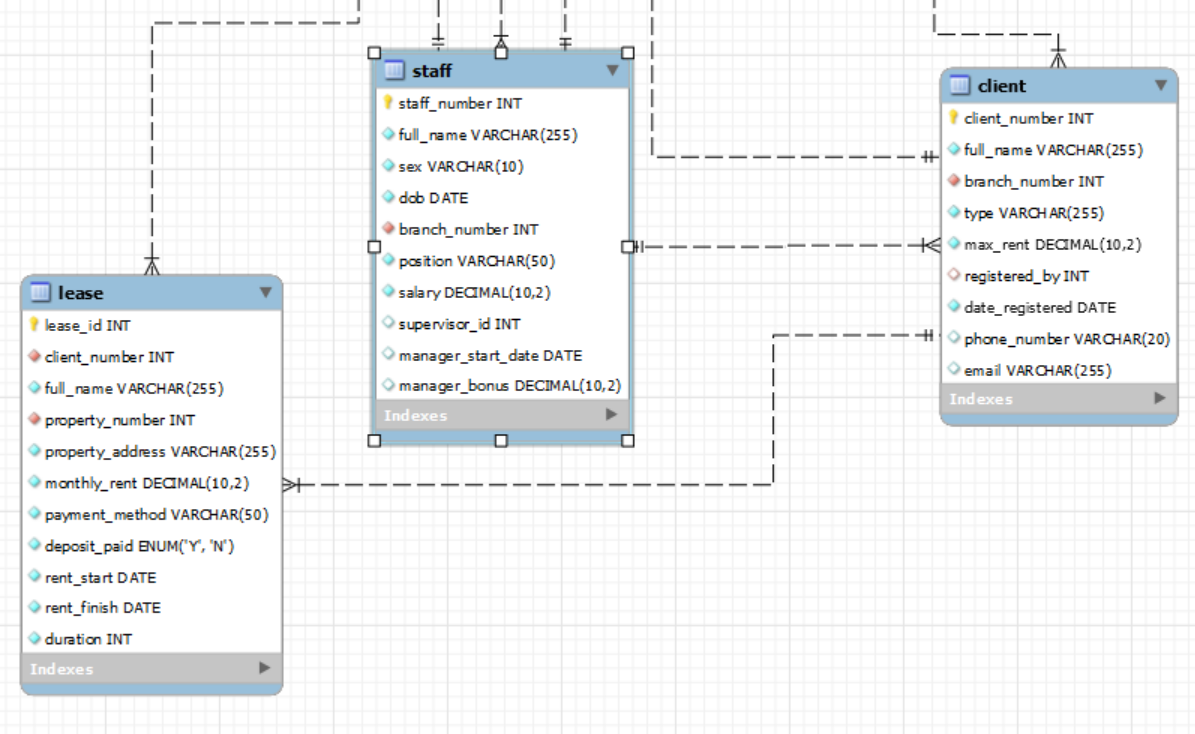 staff
staff_number INT
full_name VARCHAR(255)
sex VARCHAR(10)
dob DATE
branch_number INT
position VARCHAR(50)
salary DECIMAL(10,2)
supervisor_id INT
manager_start_date DATE
manager_bonus DECIMAL(10,2)
Indexes
client
client_number INT
full_name VARCHAR(255)
branch_number INT
type VARCHAR(255)
max_rent DECIMAL(10,2)
registered_by INT
date_registered DATE
phone_number VARCHAR(20)
email VARCHAR(255)
Indexes
lease
lease_id INT
client_number INT
full_name VARCHAR(255)
property_number INT
property_address VARCHAR(255)
monthly_rent DECIMAL(10,2)
payment_method VARCHAR(50)
deposit_paid ENUM('Y', 'N')
rent_start DATE
rent_finish DATE
duration INT
Indexes